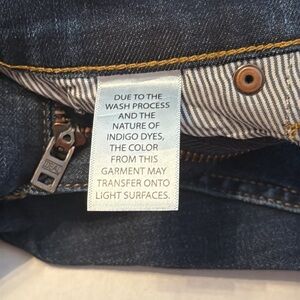 DUE TO THE
WASH PROCESS
AND THE
NATURE OF
INDIGO DYES,
THE COLOR
FROM THIS
GARMENT MAY
TRANSFER ONTO
LIGHT SURFACES.